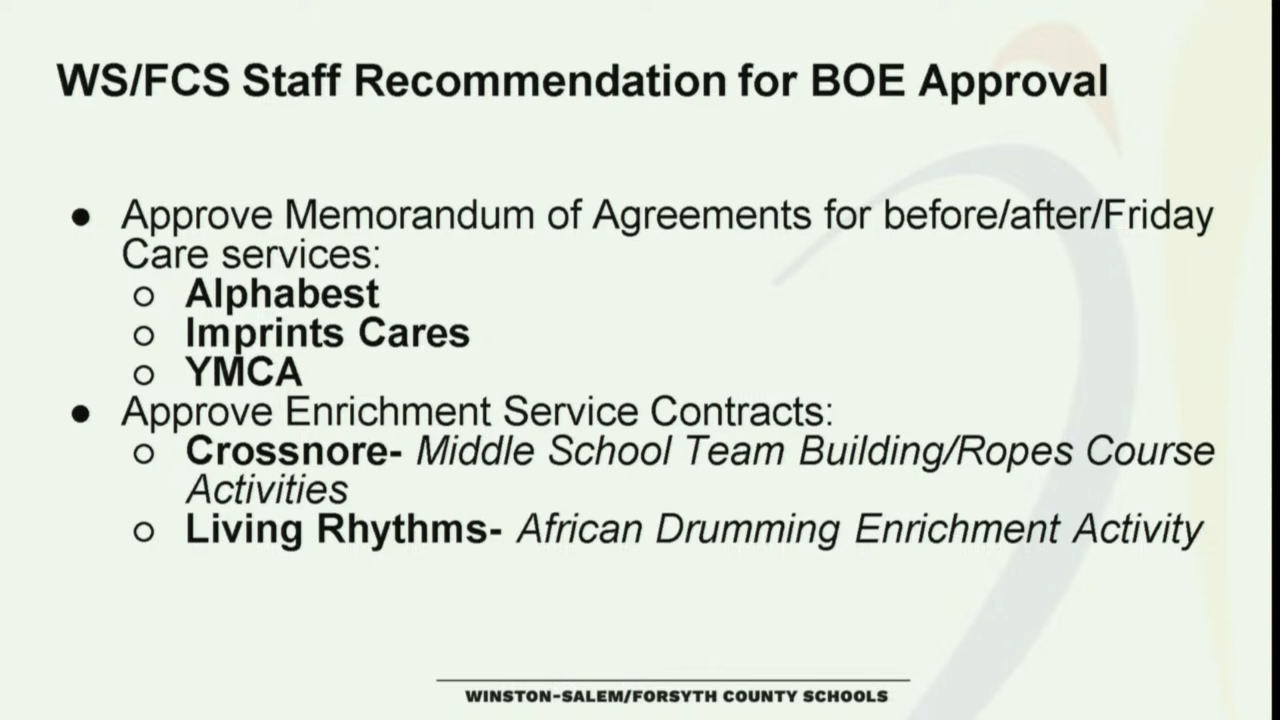 WS/FCS Staff Recommendation for BOE Approval
● Approve Memorandum of Agreements for before/after/Friday
Care services:
o Alphabest
o Imprints Cares
o YMCA
● Approve Enrichment Service Contracts:
o Crossnore- Middle School Team Building/Ropes Course
Activities
o Living Rhythms- African Drumming Enrichment Activity
WINSTON-SALEM/FORSYTH COUNTY SCHOOLS